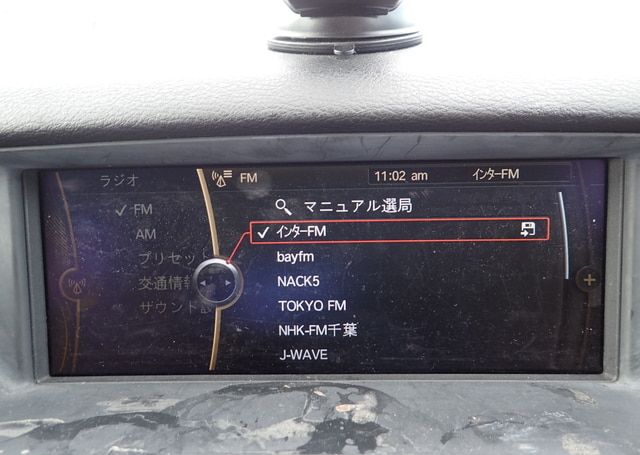 ラジオ
FM
11:02 am
インターFM
FM
AM
プリセット
交通情報
サウンド
マニュアル選局
インターFM
bayfm
NACK5
TOKYO FM
NHK-FM千葉
J-WAVE